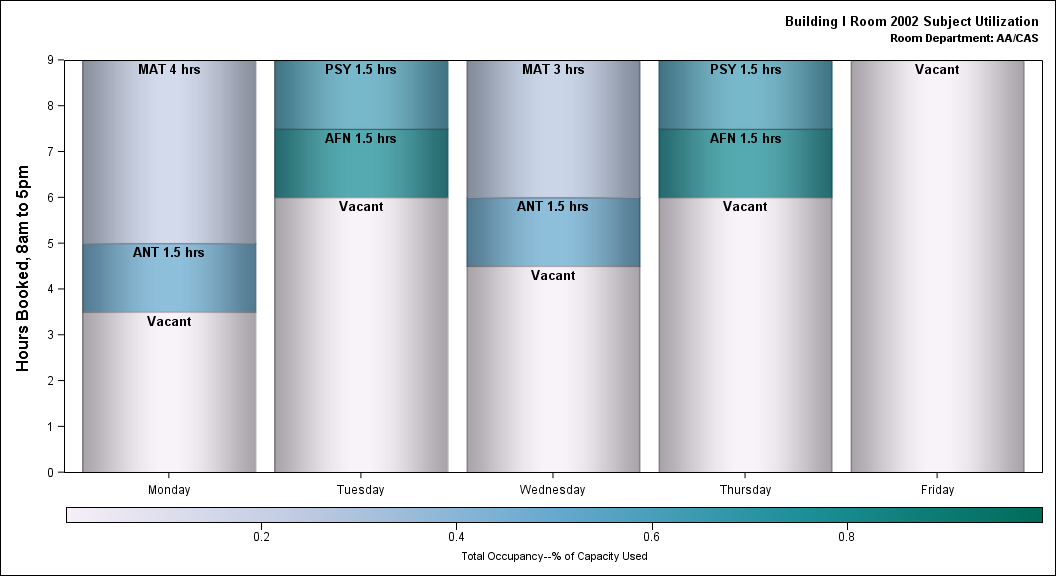 Building I Room 2002 Subject Utilization
Room Department: AA/CAS
Hours Booked, 8am to 5pm
9
8
7
6
5
4
3
2
1
0
MAT 4 hrs
ANT 1.5 hrs
Vacant
PSY 1.5 hrs
AFN 1.5 hrs
Vacant
MAT 3 hrs
ANT 1.5 hrs
Vacant
PSY 1.5 hrs
AFN 1.5 hrs
Vacant
Vacant
Monday Tuesday Wednesday Thursday Friday
0.2 0.4 0.6 0.8
Total Occupancy--% of Capacity Used